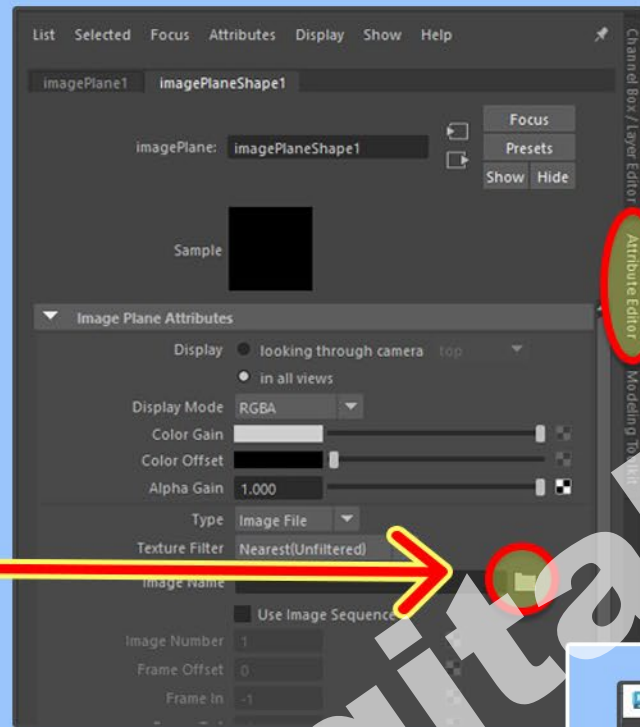 List Selected Focus Attributes Display Show Help
imagePlane1 imagePlaneShape1
Focus
imagePlane: imagePlaneShape1
Presets
Show Hide
Sample
Image Plane Attributes
Display looking through camera top
in all views
Display Mode RGBA
Color Gain
Color Offset
Alpha Gain 1.000
Type Image File
Texture Filter Nearest(Unfiltered)
Image Name
Use Image Sequence
Image Number 1
Frame Offset 0
Frame In -1
Channel Box / Layer Editor
Attribute Editor
Modeling Toolkit